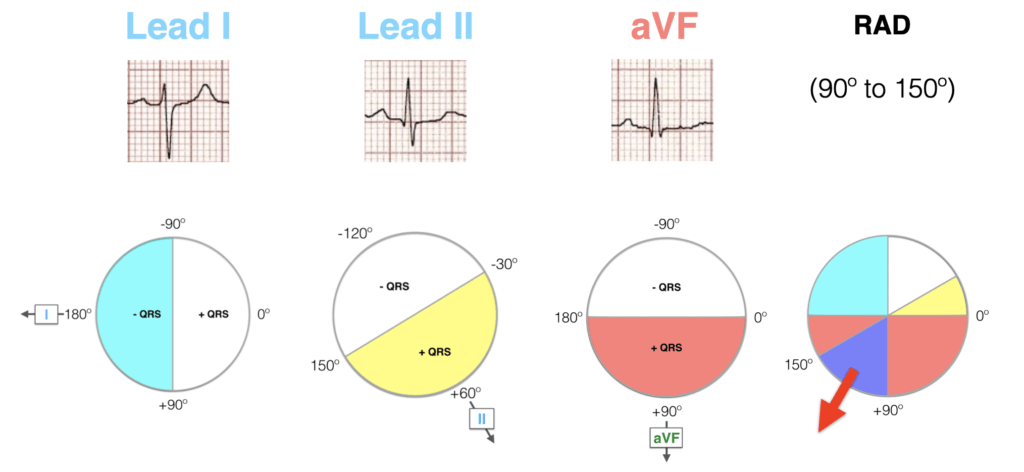 Lead I
Lead II
aVF
RAD
(90º to 150º)
-90º
- QRS
+ QRS
I
180º
0º
+90º
-120º
-30º
- QRS
+ QRS
150º
+60º
II
-90º
- QRS
180º
0º
+ QRS
+90º
aVF
0º
150º
+90º